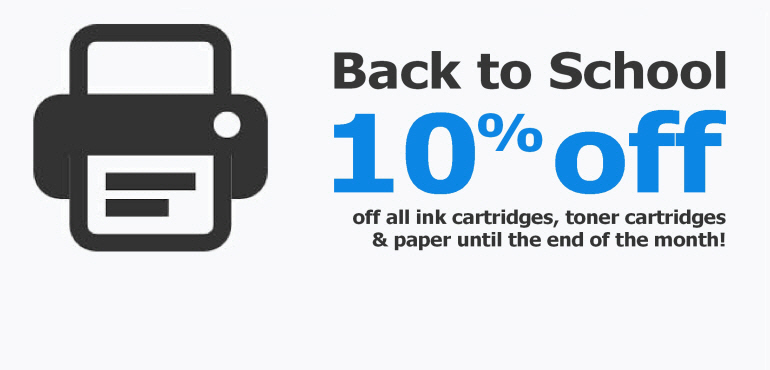 Back to School
10% off
off all ink cartridges, toner cartridges
& paper until the end of the month!